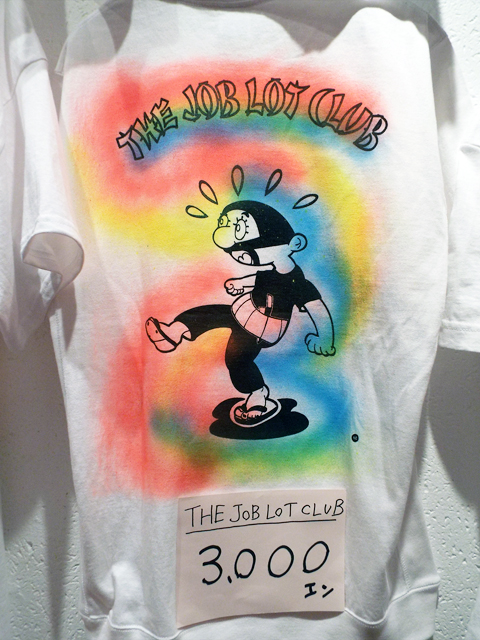 THE JOB LOT CLUB
THE JOB LOT CLUB
3,000
エン